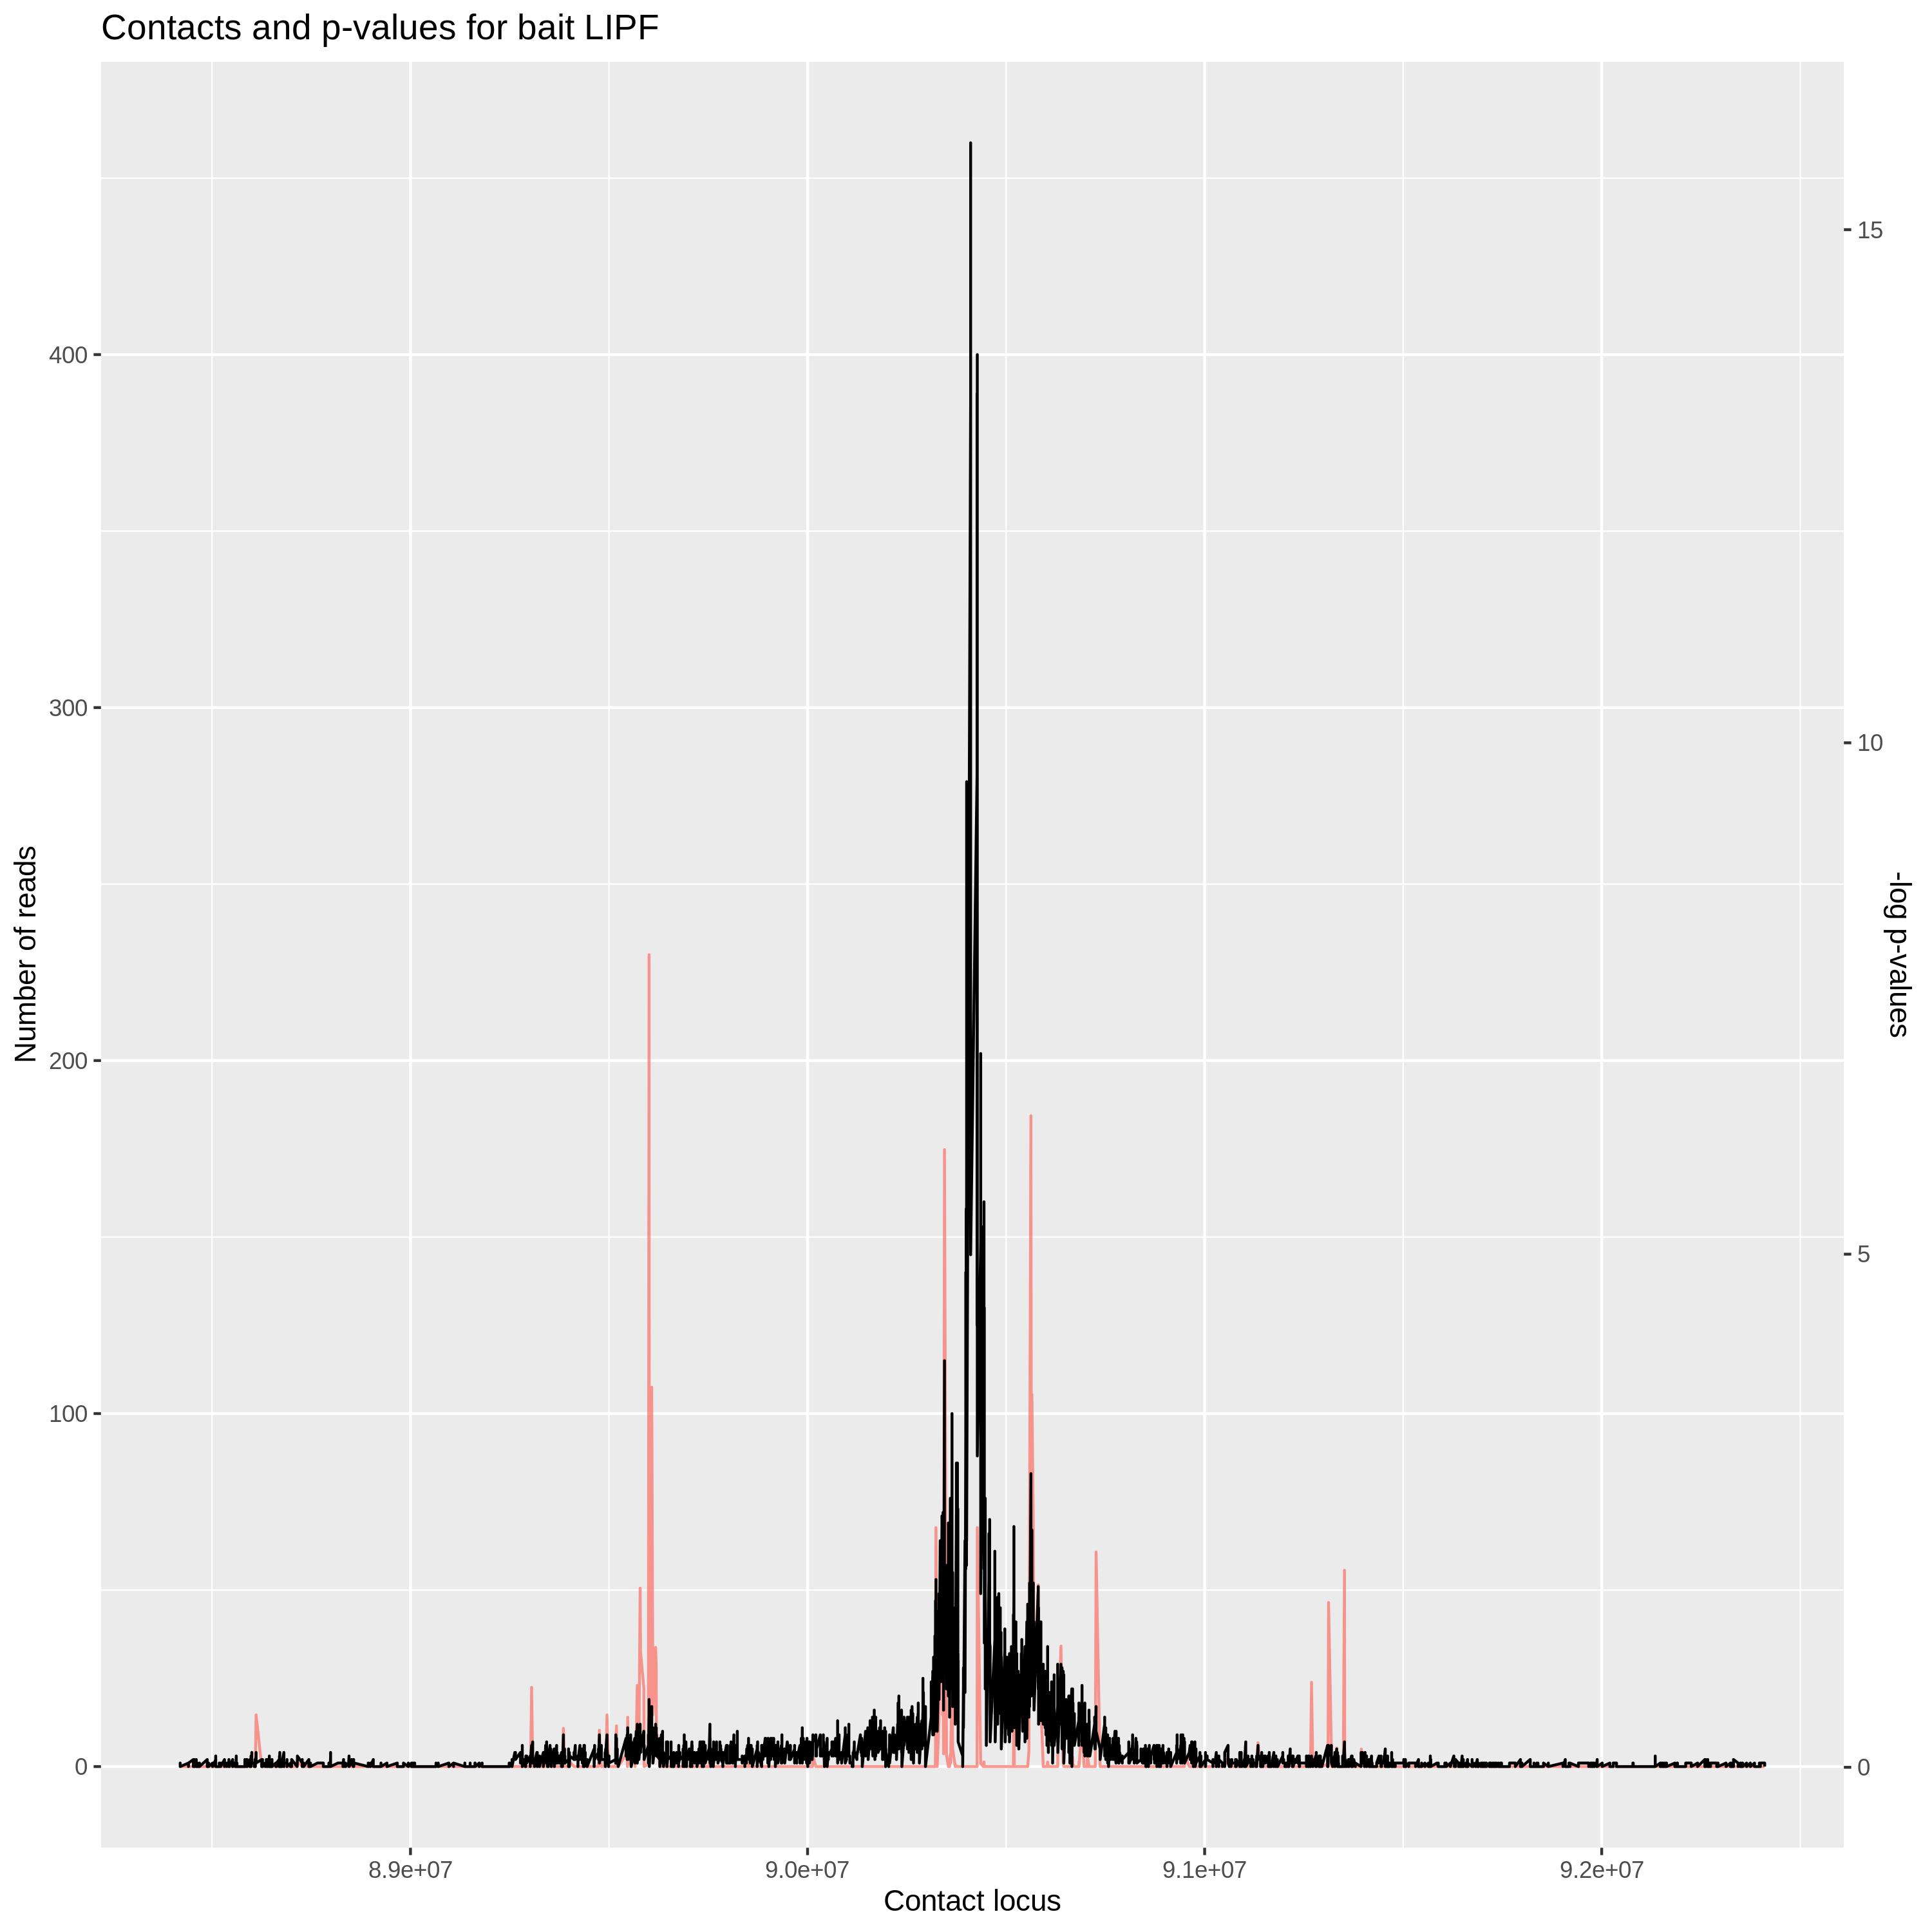 Contacts and p-values for bait LIPF
Number of reads
400
300
200
100
0
15
10
5
0
-log p-values
8.9e+07
9.0e+07
9.1e+07
9.2e+07
Contact locus